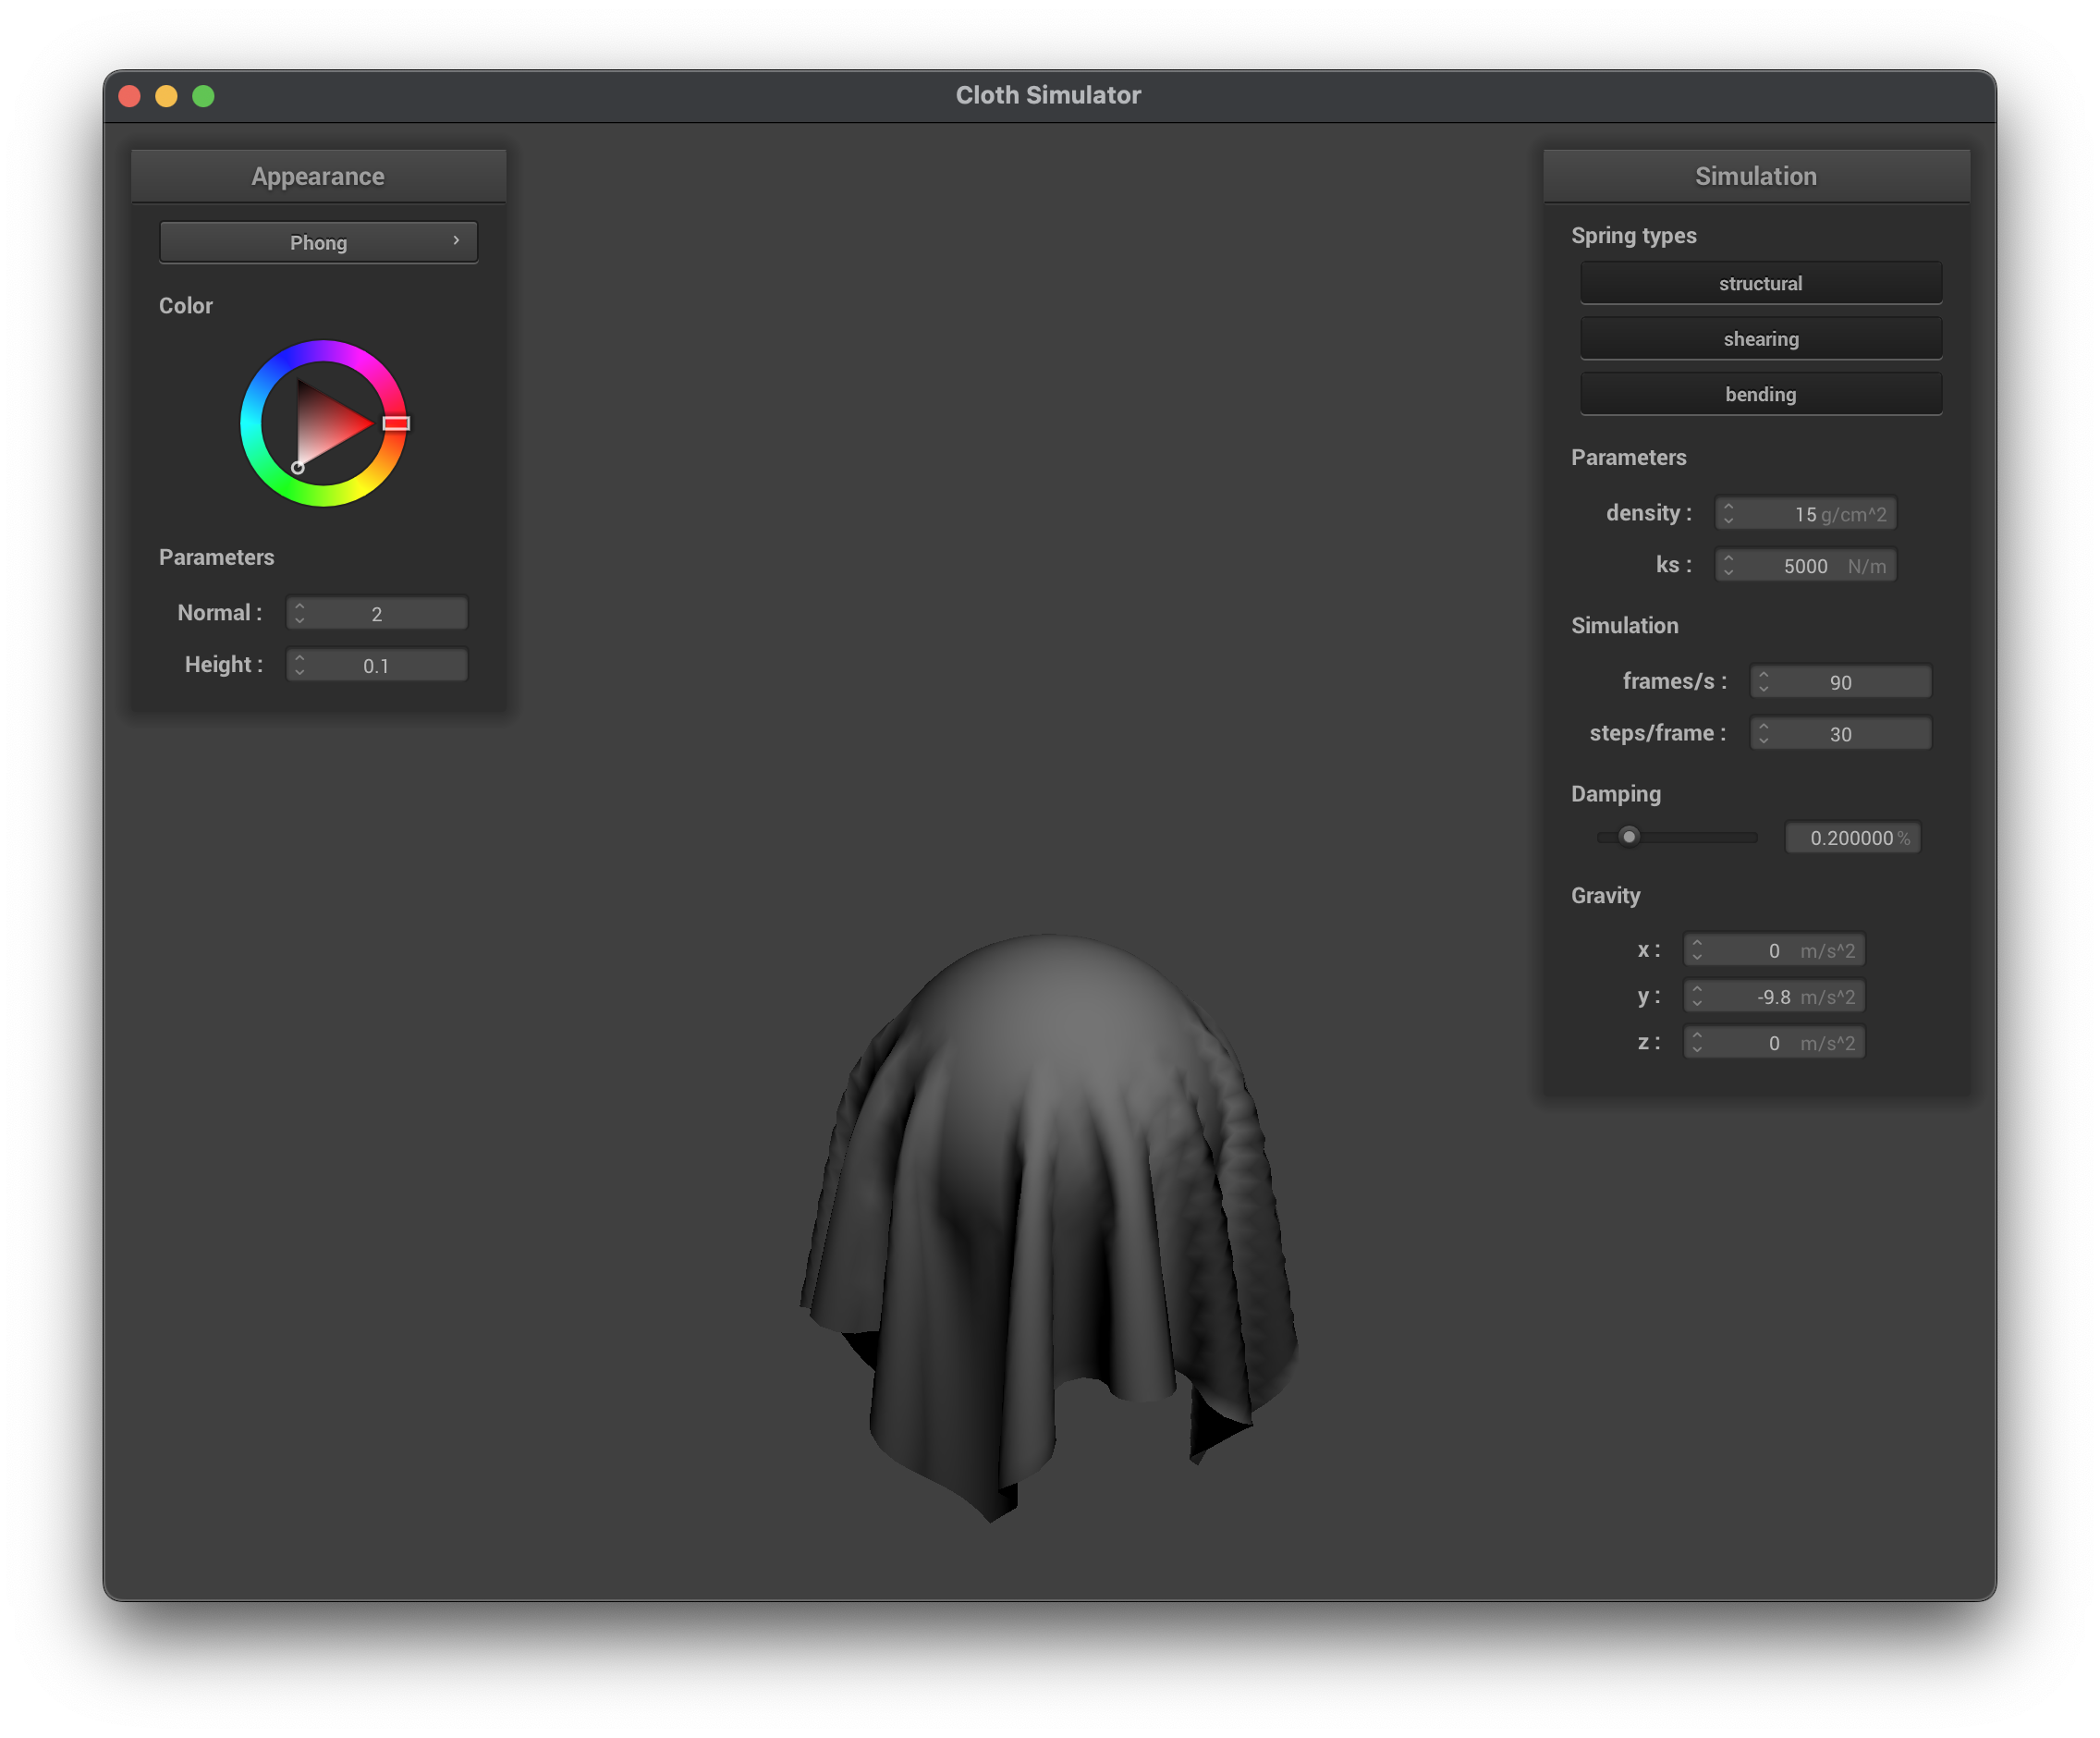 Cloth Simulator
Appearance
Phong
Color
Parameters
Normal : 2
Height : 0.1
Simulation
Spring types
structural
shearing
bending
Parameters
density : 15 g/cm^2
ks : 5000 N/m
Simulation
frames/s : 90
steps/frame : 30
Damping
0.200000 %
Gravity
x : 0 m/s^2
y : -9.8 m/s^2
z : 0 m/s^2